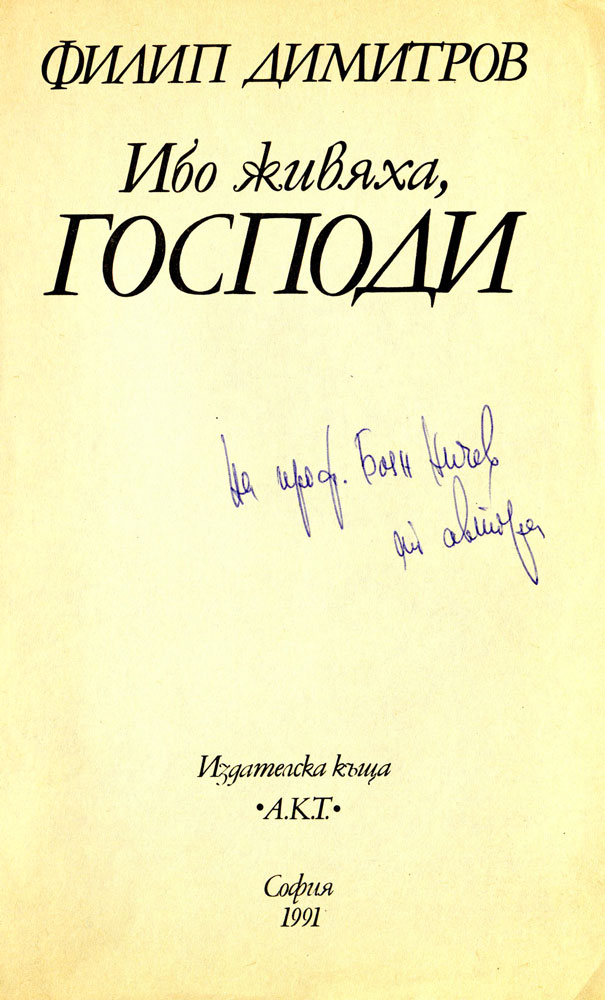 ФИЛИП ДИМИТРОВ
Ибо живяха,
ГОСПОДИ
На проф. Боян Ничев
от автора
Издателска къща
•А.К.Т.•
София
1991